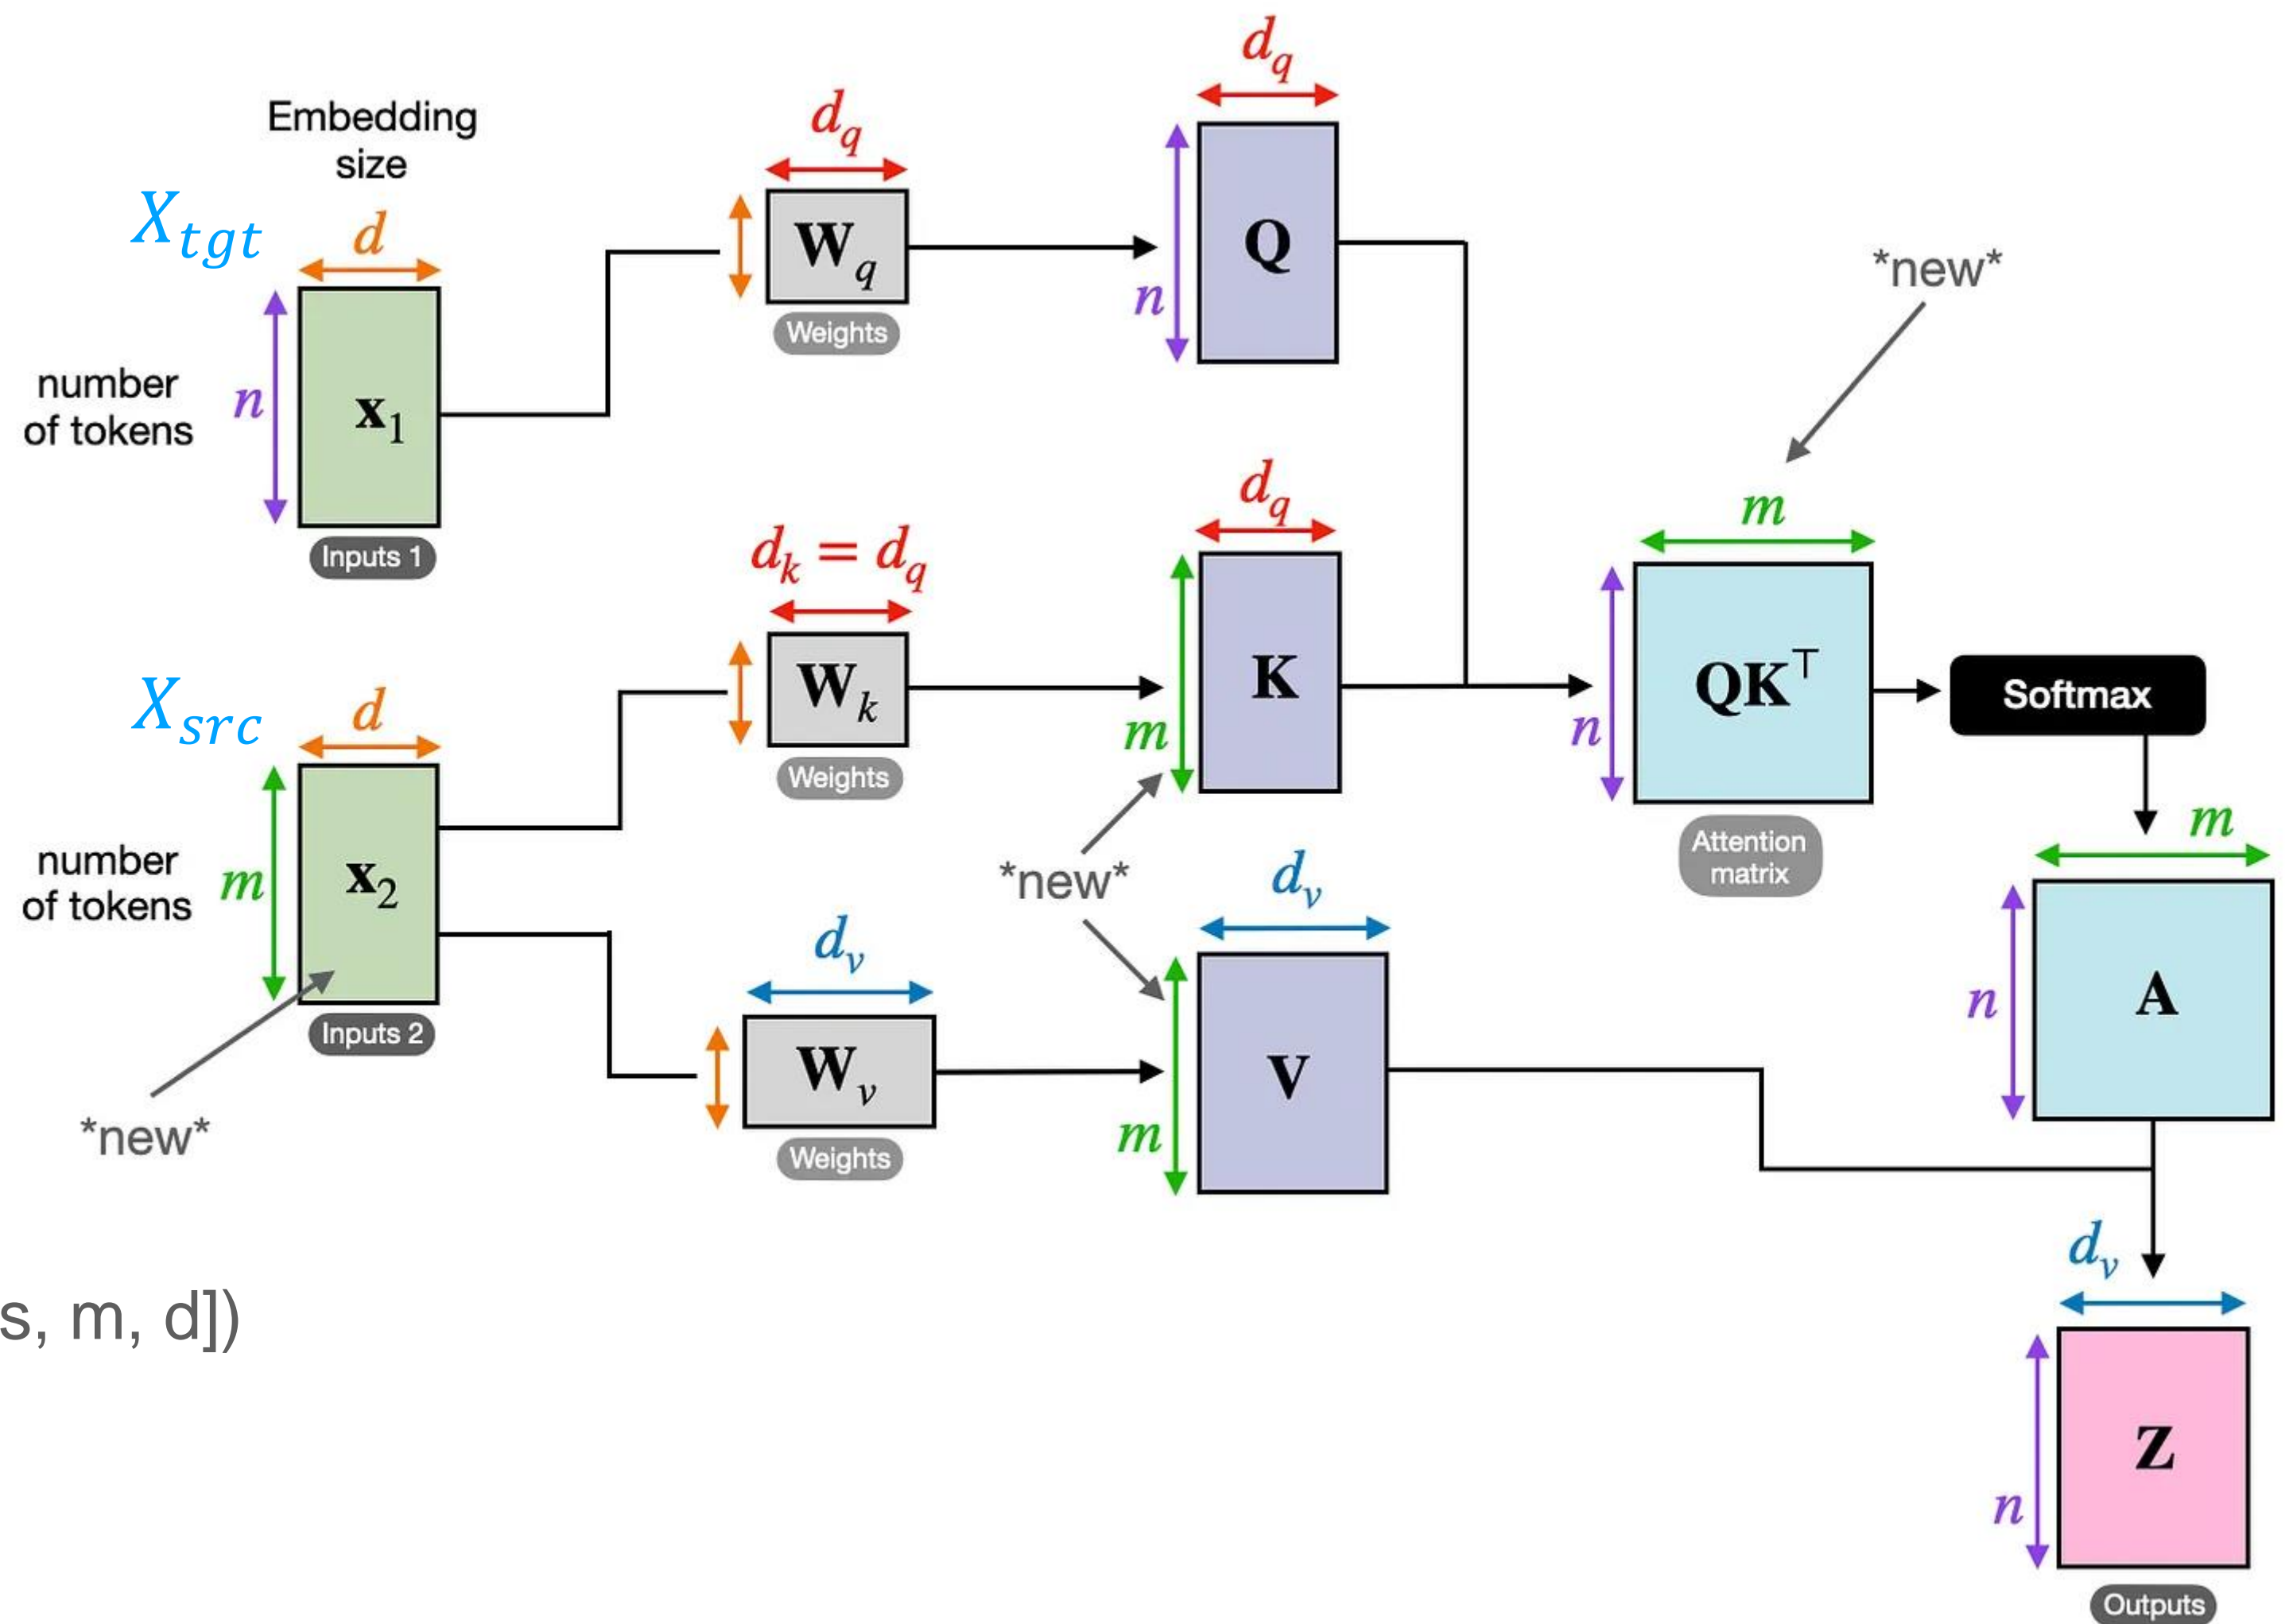 d_q
Embedding
size
d_q
X_tgt
d
W_q
Q
*new*
Weights
n
number
of tokens
n
x₁
d_q
m
Inputs 1
d_k = d_q
QK^⊤
Softmax
W_k
K
X_src
d
n
m
Weights
m
Attention
matrix
number
of tokens
m
x₂
*new*
d_v
d_v
A
n
Inputs 2
W_v
V
*new*
m
Weights
d_v
s, m, d])
Z
n
Outputs